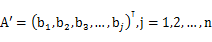 A′ = (b₁,b₂,b₃,…,bⱼ)ᵀ,j = 1,2,…,n